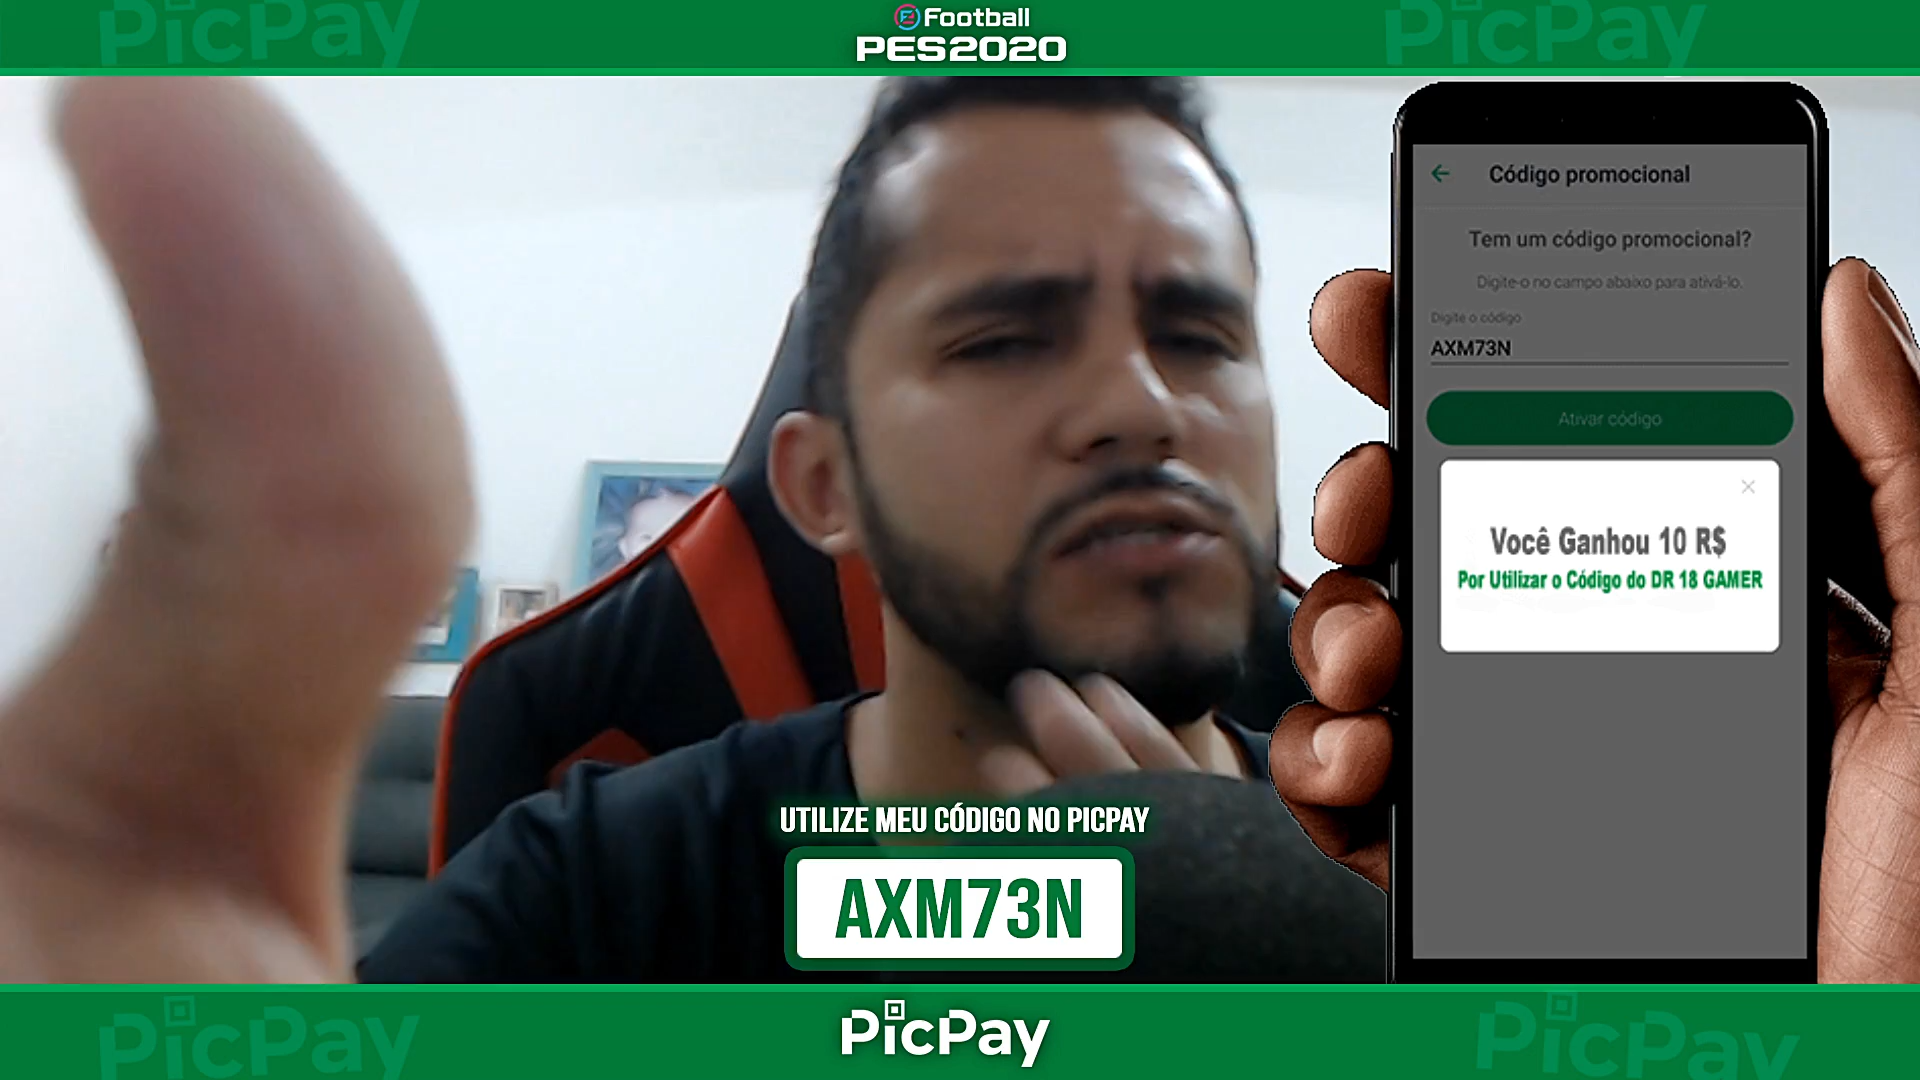 PicPay
eFootball
PES2020
PicPay
Código promocional
Tem um código promocional?
Digite-o no campo abaixo para ativá-lo.
Digite o código
AXM73N
Ativar código
Você Ganhou 10 R$
Por Utilizar o Código do DR 18 GAMER
UTILIZE MEU CÓDIGO NO PICPAY
AXM73N
PicPay
PicPay
PicPay